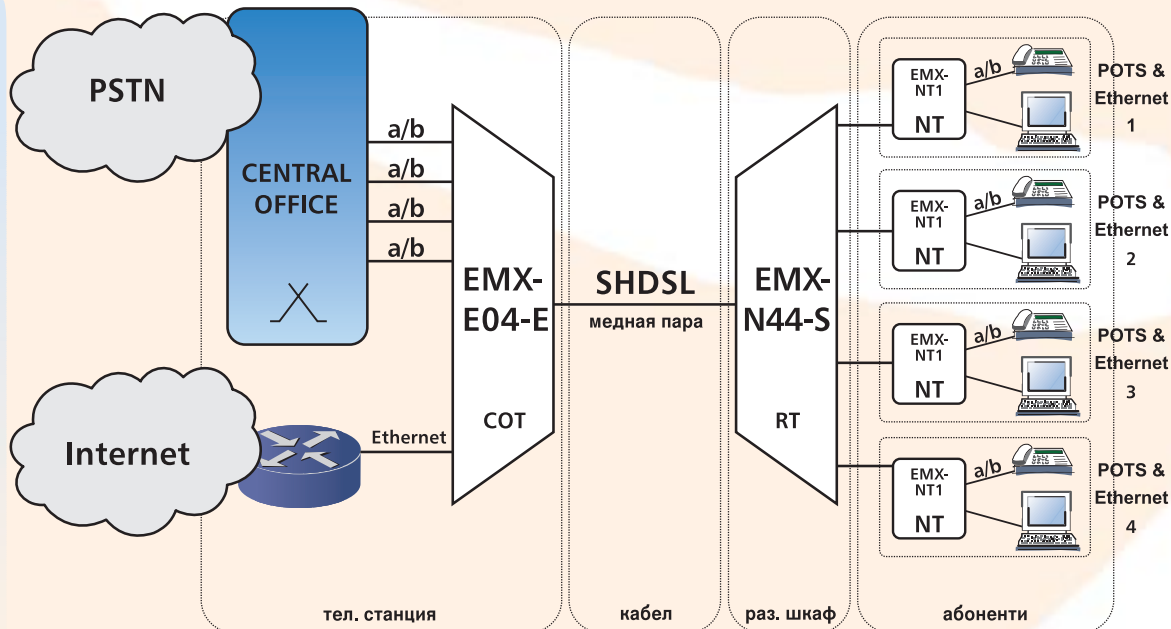 PSTN
CENTRAL
OFFICE
a/b
a/b
a/b
a/b
Internet
Ethernet
EMX-
E04-E
COT
SHDSL
медна пара
EMX-
N44-S
RT
EMX-
NT1
NT
a/b
POTS &
Ethernet
1
EMX-
NT1
NT
a/b
POTS &
Ethernet
2
EMX-
NT1
NT
a/b
POTS &
Ethernet
3
EMX-
NT1
NT
a/b
POTS &
Ethernet
4
тел. станция
кабел
раз. шкаф
абонати